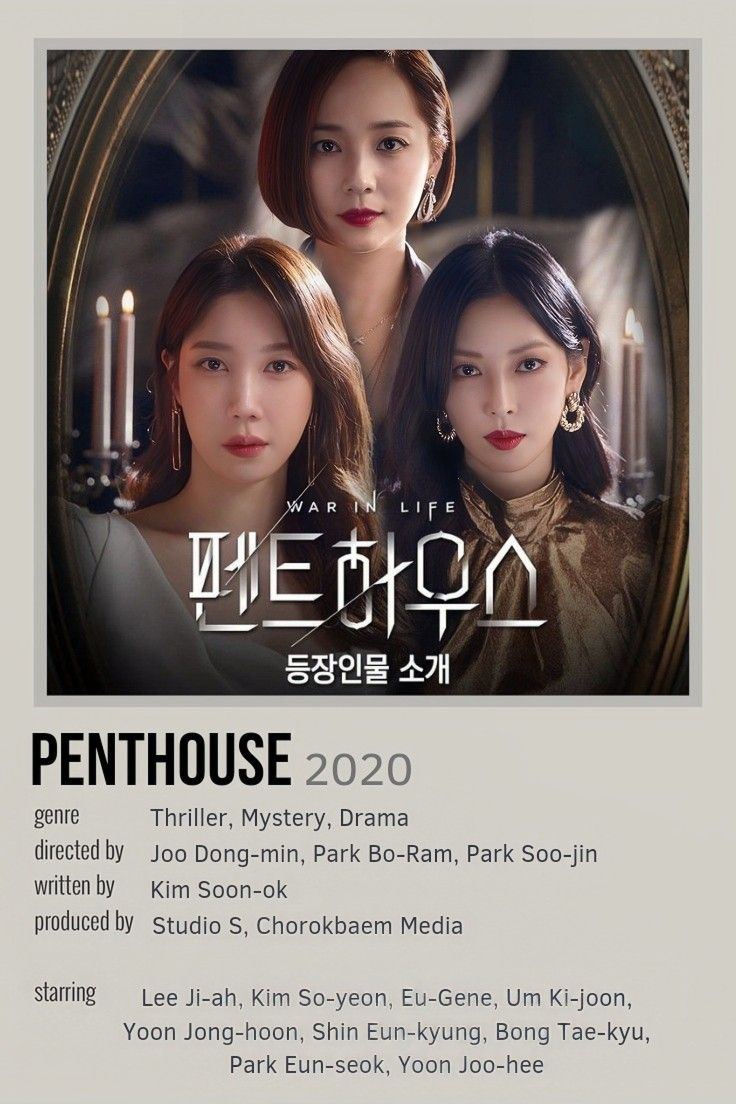 WAR IN LIFE
펜트하우스
등장인물 소개
PENTHOUSE 2020
genre Thriller, Mystery, Drama
directed by Joo Dong-min, Park Bo-Ram, Park Soo-jin
written by Kim Soon-ok
produced by Studio S, Chorokbaem Media
starring Lee Ji-ah, Kim So-yeon, Eu-Gene, Um Ki-joon,
Yoon Jong-hoon, Shin Eun-kyung, Bong Tae-kyu,
Park Eun-seok, Yoon Joo-hee